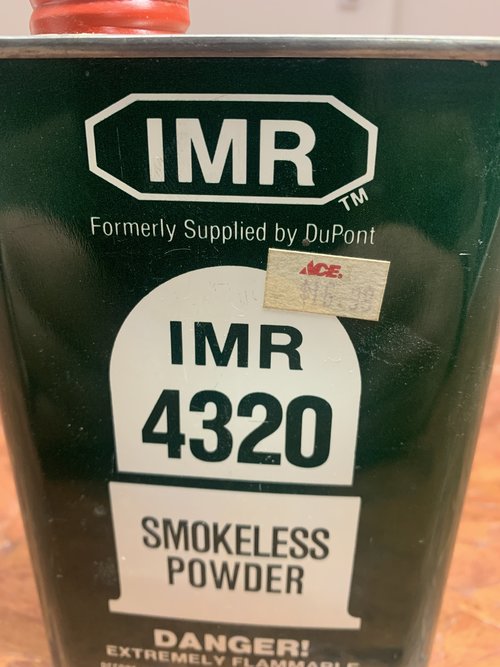 IMR
TM
Formerly Supplied by DuPont
ACE.
IMR
4320
SMOKELESS
POWDER
DANGER!
EXTREMELY FLAMMABLE